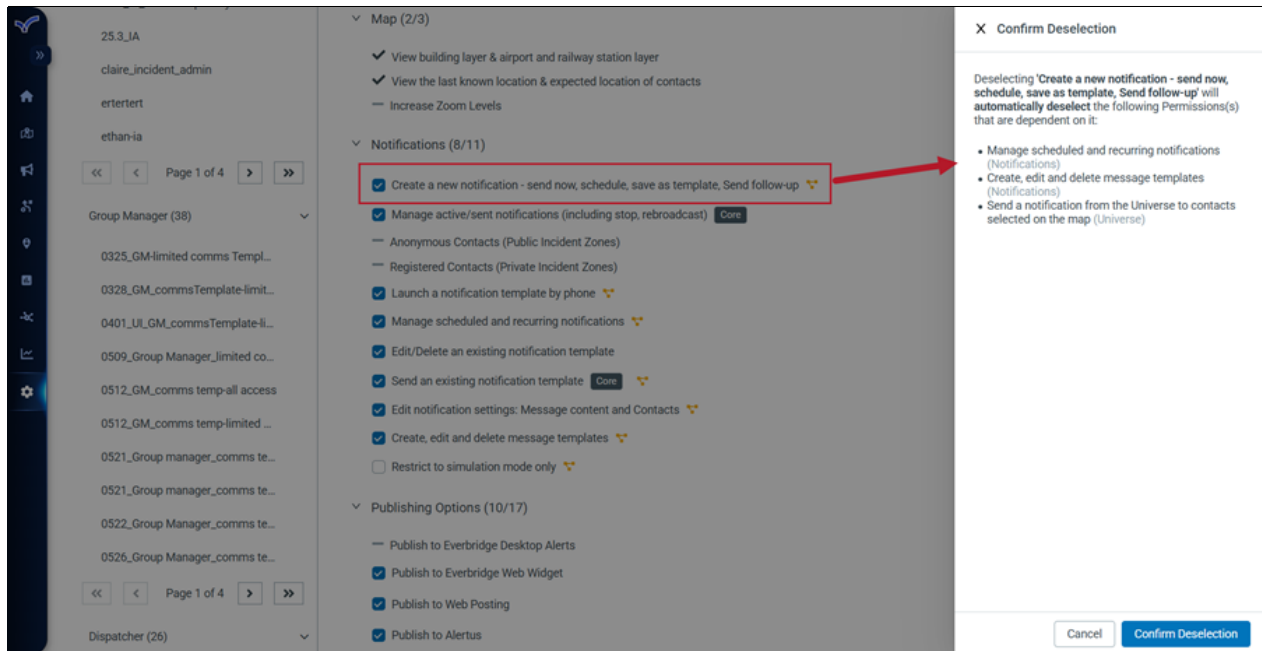 25.3_IA
claire_incident_admin
ertertert
ethan-ia
Page 1 of 4
Group Manager (38)
0325_GM-limited comms Templ...
0328_GM_commsTemplate-limit...
0401_UI_GM_commsTemplate-li...
0509_Group Manager_limited co...
0512_GM_comms temp-all access
0512_GM_comms temp-limited ...
0521_Group manager_comms te...
0521_Group manager_comms te...
0522_Group Manager_comms te...
0526_Group Manager_comms te...
Page 1 of 4
Dispatcher (26)
Map (2/3)
View building layer & airport and railway station layer
View the last known location & expected location of contacts
Increase Zoom Levels
Notifications (8/11)
Create a new notification - send now, schedule, save as template, Send follow-up
Manage active/sent notifications (including stop, rebroadcast) Core
Anonymous Contacts (Public Incident Zones)
Registered Contacts (Private Incident Zones)
Launch a notification template by phone
Manage scheduled and recurring notifications
Edit/Delete an existing notification template
Send an existing notification template Core
Edit notification settings: Message content and Contacts
Create, edit and delete message templates
Restrict to simulation mode only
Publishing Options (10/17)
Publish to Everbridge Desktop Alerts
Publish to Everbridge Web Widget
Publish to Web Posting
Publish to Alertus
Confirm Deselection
Deselecting 'Create a new notification - send now,
schedule, save as template, Send follow-up' will
automatically deselect the following Permissions(s)
that are dependent on it:
Manage scheduled and recurring notifications
(Notifications)
Create, edit and delete message templates
(Notifications)
Send a notification from the Universe to contacts
selected on the map (Universe)
Cancel
Confirm Deselection